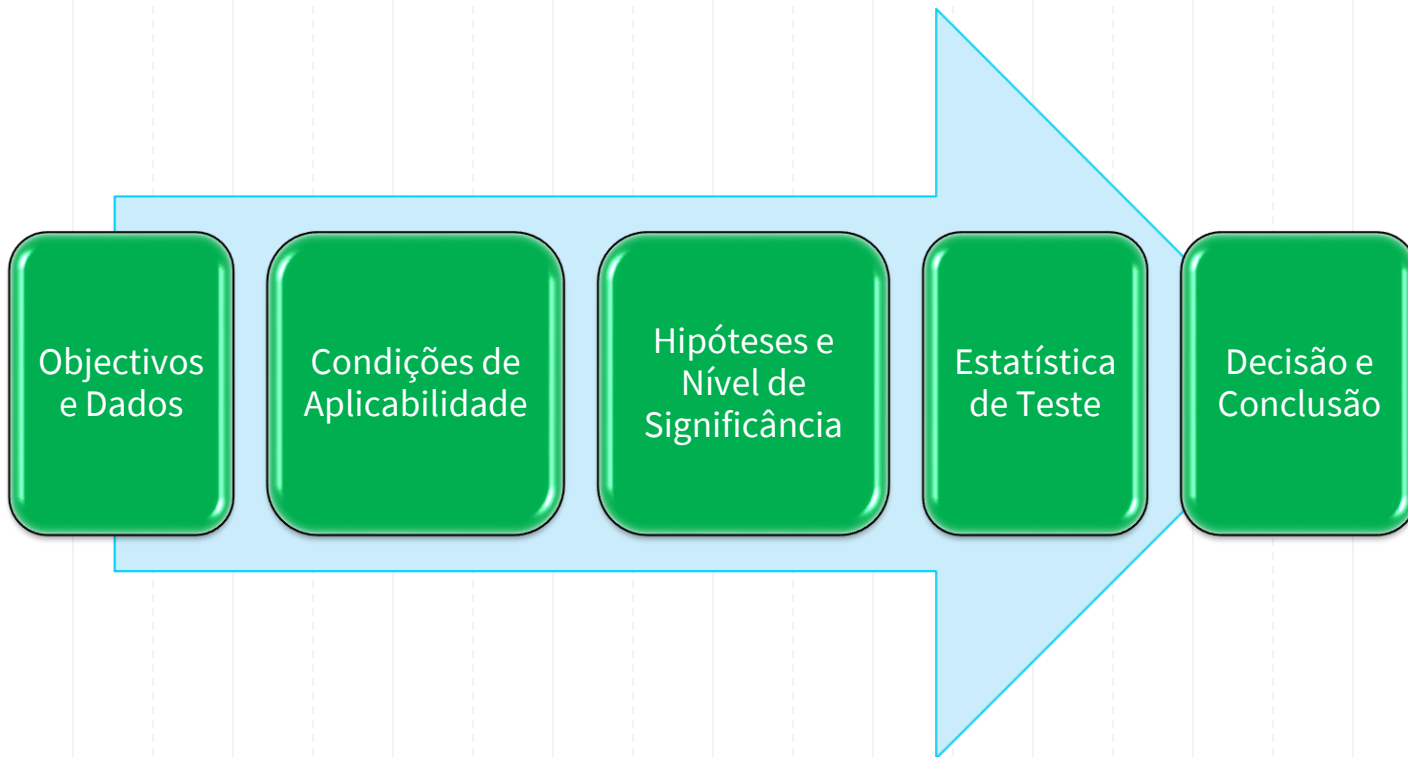 Objectivos
e Dados
Condições de
Aplicabilidade
Hipóteses e
Nível de
Significância
Estatística
de Teste
Decisão e
Conclusão